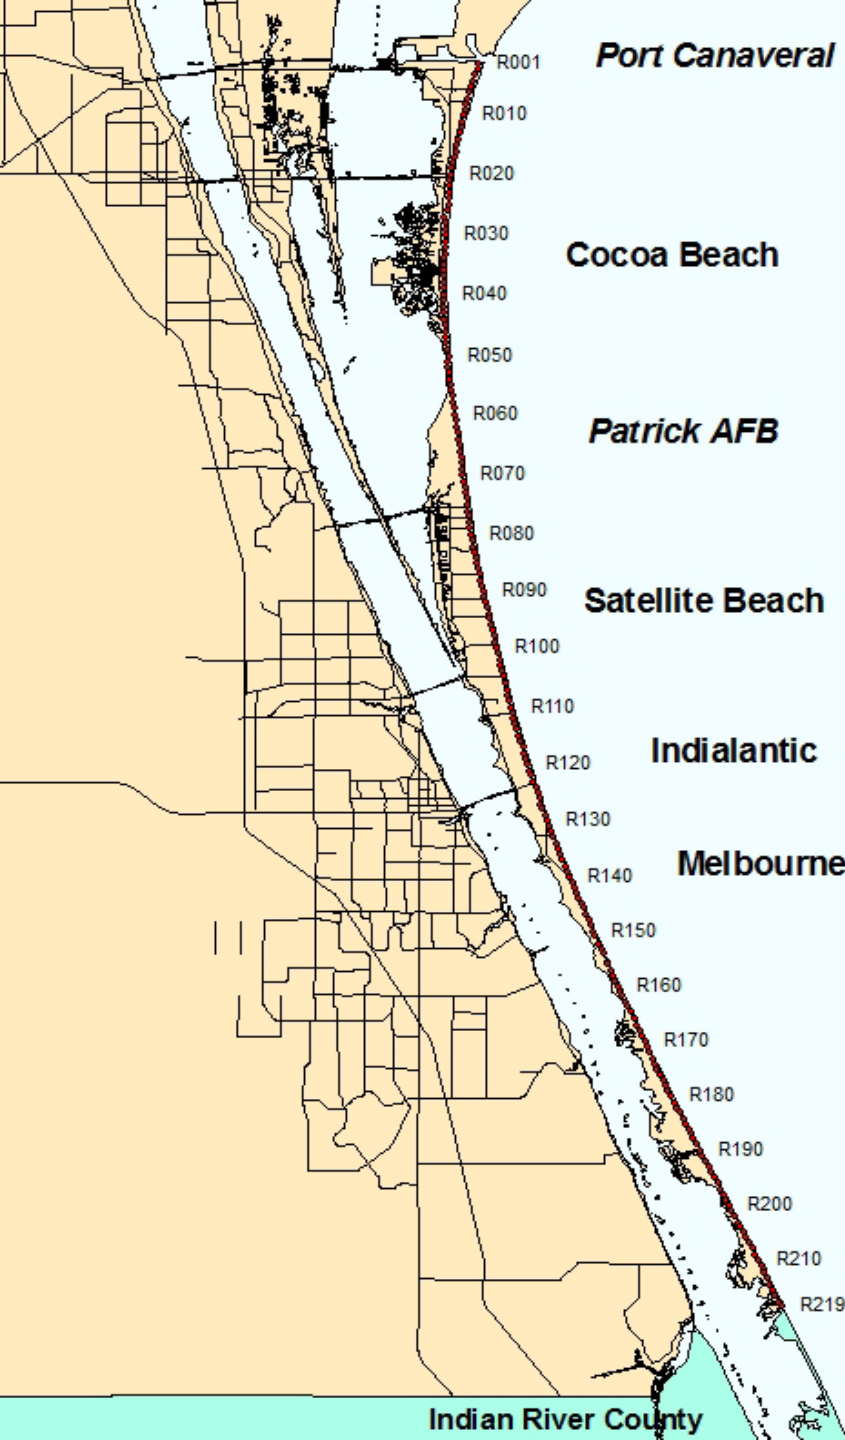 R001
Port Canaveral
R010
R020
R030
Cocoa Beach
R040
R050
R060
Patrick AFB
R070
R080
R090
Satellite Beach
R100
R110
Indialantic
R120
R130
Melbourne
R140
R150
R160
R170
R180
R190
R200
R210
R219
Indian River County